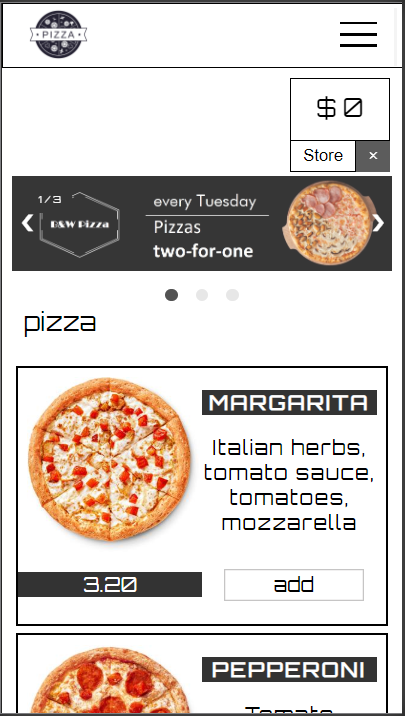 PIZZA
$ 0
Store ×
1/3
B&W Pizza
every Tuesday
Pizzas
two-for-one
pizza
MARGARITA
Italian herbs,
tomato sauce,
tomatoes,
mozzarella
3.20
add
PEPPERONI
Tomato